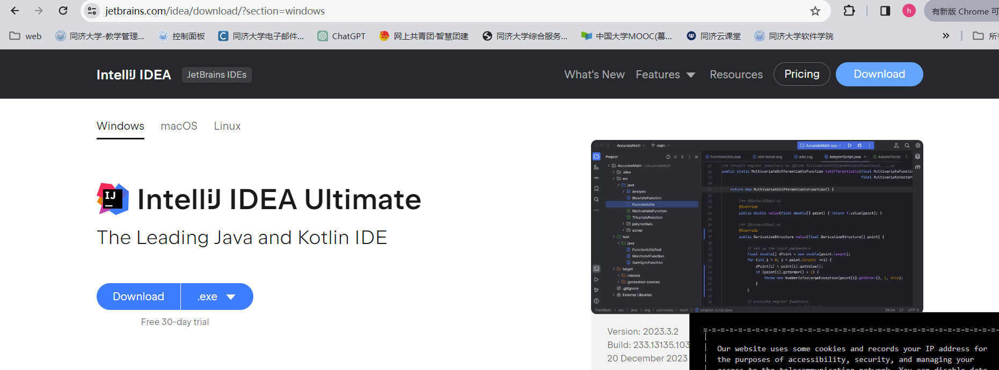 jetbrains.com/idea/download/?section=windows
h
有新版 Chrome 可
web
同济大学-教学管理...
控制面板
同济大学电子邮件...
ChatGPT
网上共青团·智慧团建
同济大学综合服务...
中国大学MOOC(慕...
同济云课堂
同济大学软件学院
IntelliJ IDEA
JetBrains IDEs
What's New
Features
Resources
Pricing
Download
Windows
macOS
Linux
IJ
IntelliJ IDEA Ultimate
The Leading Java and Kotlin IDE
Download
.exe
Free 30-day trial
AccurateMath
main
AccurateMath app
Project
FunctionUtils.java
add-hover.svg
add.svg
AdapterScript.java
AdapterScrip
AccurateMath ~/AccurateMath
.idea
src
java
analysis
BivariateFunction
FunctionUtils
MultivariateFunction
TrivariateFunction
polynomials
solver
test
java
FunctionUtilsTest
MonitoredFunction
SumSyncFunction
target
classes
generated-sources
.gitignore
External Libraries
/** Convert regular functions to {@link MultivariateDifferentiableFunction}. ...*/
public static MultivariateDifferentiableFunction toDifferentiable(final MultivariateFuncti
final MultivariateVector
return new MultivariateDifferentiableFunction() {
/** {@inheritDoc} */
@Override
public double value(final double[] point) { return f.value(point); }
/** {@inheritDoc} */
@Override
public DerivativeStructure value(final DerivativeStructure[] point) {
// set up the input parameters
final double[] dPoint = new double[point.length];
for (int i = 0; i < point.length; ++i) {
dPoint[i] = point[i].getValue();
if (point[i].getOrder() > 1) {
throw new NumberIsTooLargeException(point[i].getOrder(), 1, true);
}
}
// evaluate regular functions
FastMath > src > java > org > commons > math > adapter_script.java
39:34 LF UTF-8
Version: 2023.3.2
Build: 233.13135.103
20 December 2023
Our website uses some cookies and records your IP address for
the purposes of accessibility, security, and managing your
access to the telecommunication network. You can disable data